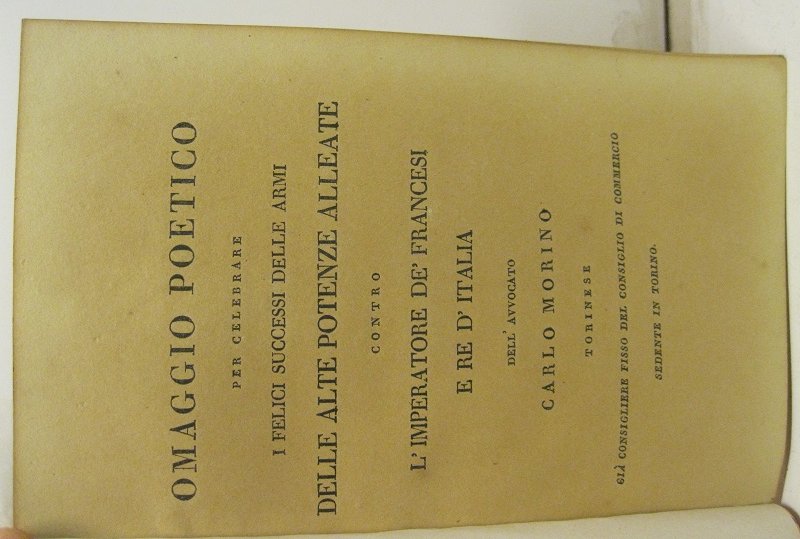 OMAGGIO POETICO
PER CELEBRARE
I FELICI SUCCESSI DELLE ARMI
DELLE ALTE POTENZE ALLEATE
CONTRO
L' IMPERATORE DE' FRANCESI
E RE D' ITALIA
DELL' AVVOCATO
CARLO MORINO
TORINESE
GIÀ CONSIGLIERE FISSO DEL CONSIGLIO DI COMMERCIO
SEDENTE IN TORINO.